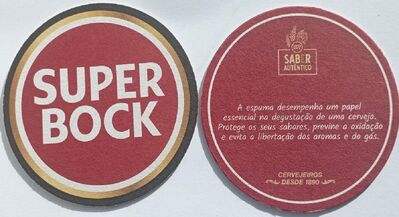 SUPER
BOCK
SABER
AUTÊNTICO
A espuma desempenha um papel
essencial na degustação de uma cerveja.
Protege os seus sabores, previne a oxidação
e evita a libertação dos aromas e do gás.
CERVEJEIROS
DESDE 1890